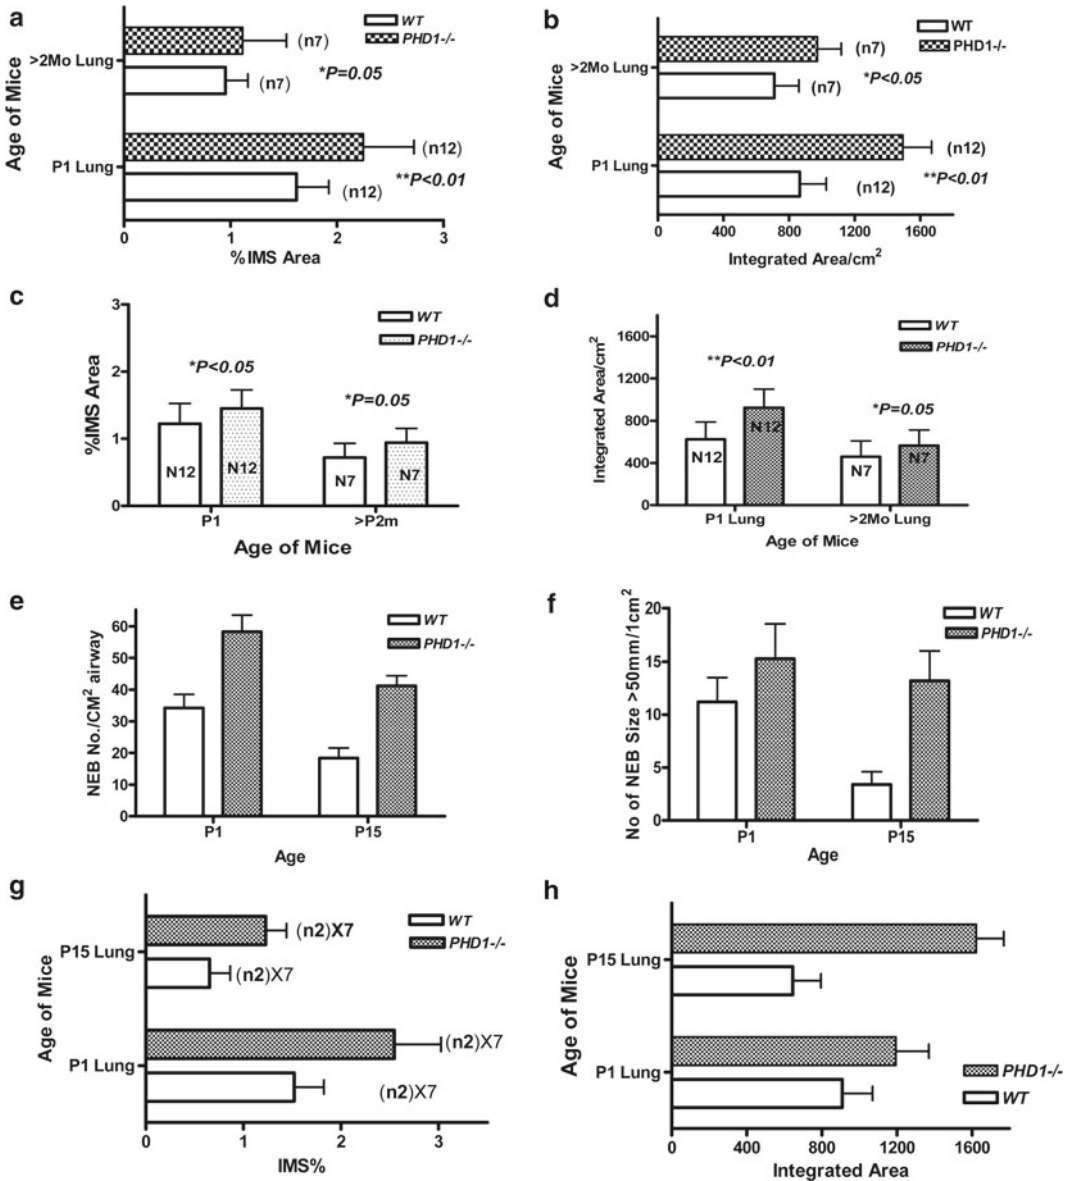 a
WT
PHD1-/-
Age of Mice
>2Mo Lung
(n7)
*P=0.05
(n7)
P1 Lung
(n12)
**P<0.01
(n12)
0 1 2 3
%IMS Area
b
WT
PHD1-/-
Age of Mice
>2Mo Lung
(n7)
*P<0.05
(n7)
P1 Lung
(n12)
**P<0.01
(n12)
0 400 800 1200 1600
Integrated Area/cm²
c
WT
PHD1-/-
%IMS Area
3
2
1
0
*P<0.05
*P=0.05
N12 N12 N7 N7
P1 >P2m
Age of Mice
d
WT
PHD1-/-
Integrated Area/cm²
1600
1200
800
400
0
**P<0.01
*P=0.05
N12 N12 N7 N7
P1 Lung >2Mo Lung
Age of Mice
e
WT
PHD1-/-
NEB No./CM² airway
60
50
40
30
20
10
0
P1 P15
Age
f
WT
PHD1-/-
No of NEB Size >50mm/1cm²
20
15
10
5
0
P1 P15
Age
g
WT
PHD1-/-
Age of Mice
P15 Lung
(n2)X7
(n2)X7
P1 Lung
(n2)X7
(n2)X7
0 1 2 3
IMS%
h
Age of Mice
P15 Lung
P1 Lung
PHD1-/-
WT
0 400 800 1200 1600
Integrated Area